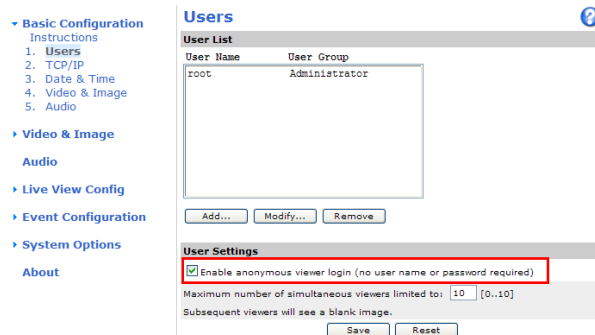 Basic Configuration
Instructions
1. Users
2. TCP/IP
3. Date & Time
4. Video & Image
5. Audio
Video & Image
Audio
Live View Config
Event Configuration
System Options
About
Users
?
User List
User Name User Group
root Administrator
Add... Modify... Remove
User Settings
Enable anonymous viewer login (no user name or password required)
Maximum number of simultaneous viewers limited to: 10 [0..10]
Subsequent viewers will see a blank image.
Save Reset